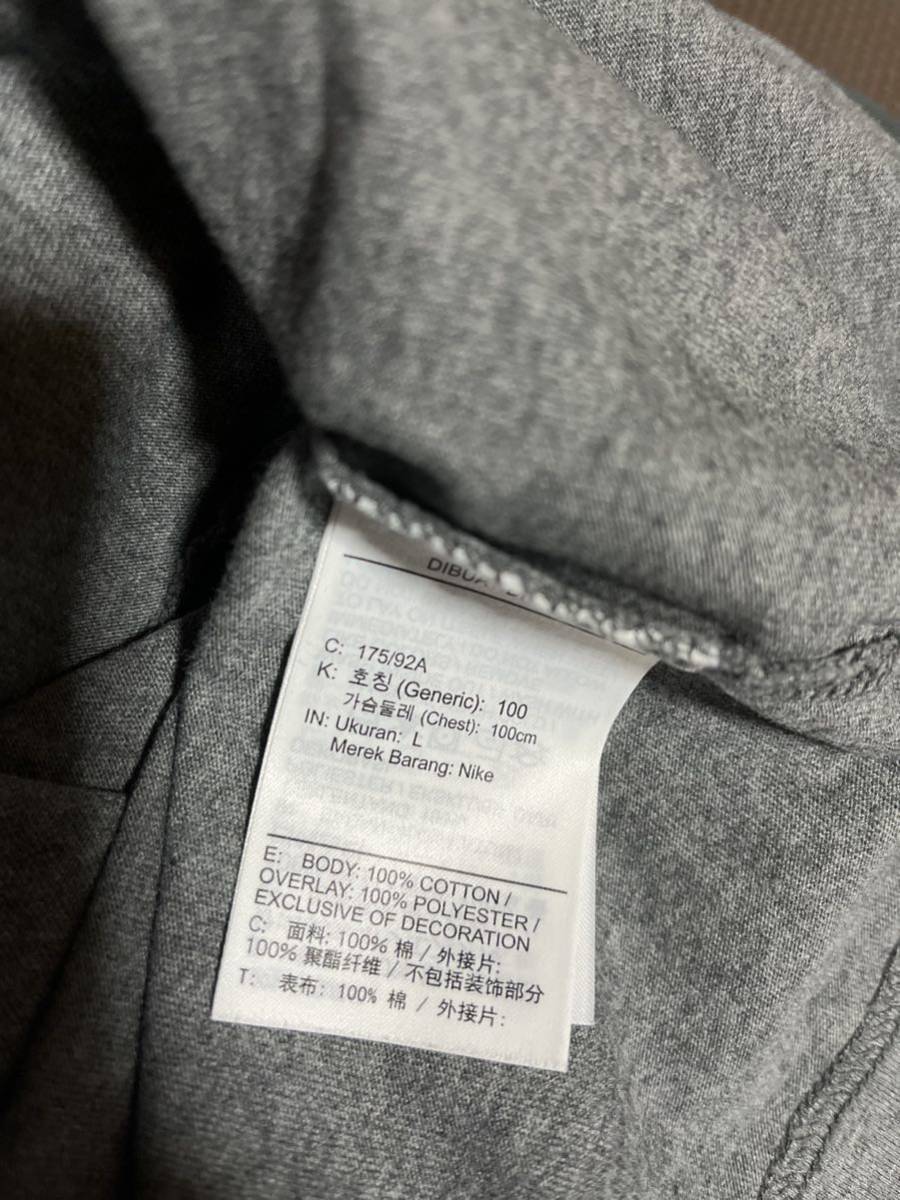 C: 175/92A
K: 호칭 (Generic): 100
가슴둘레 (Chest): 100cm
IN: Ukuran: L
Merek Barang: Nike
E: BODY: 100% COTTON /
OVERLAY: 100% POLYESTER /
EXCLUSIVE OF DECORATION
C: 面料: 100% 棉 / 外接片:
100% 聚酯纤维 / 不包括装饰部分
T: 表布: 100% 棉 / 外接片: